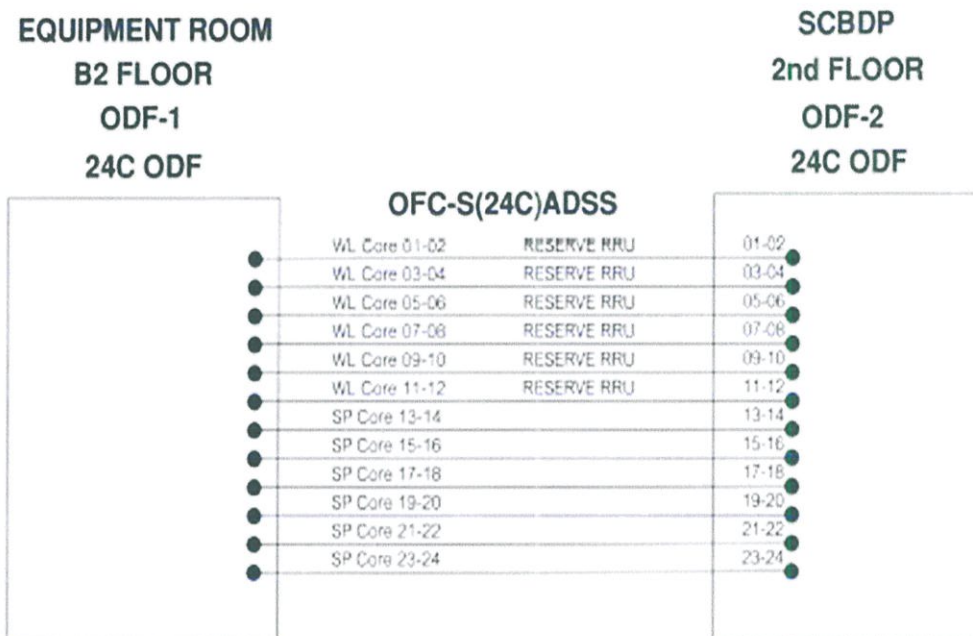 EQUIPMENT ROOM
B2 FLOOR
ODF-1
24C ODF
SCBDP
2nd FLOOR
ODF-2
24C ODF
OFC-S(24C)ADSS
WL Core 01-02 RESERVE RRU 01-02
WL Core 03-04 RESERVE RRU 03-04
WL Core 05-06 RESERVE RRU 05-06
WL Core 07-08 RESERVE RRU 07-08
WL Core 09-10 RESERVE RRU 09-10
WL Core 11-12 RESERVE RRU 11-12
SP Core 13-14 13-14
SP Core 15-16 15-16
SP Core 17-18 17-18
SP Core 19-20 19-20
SP Core 21-22 21-22
SP Core 23-24 23-24